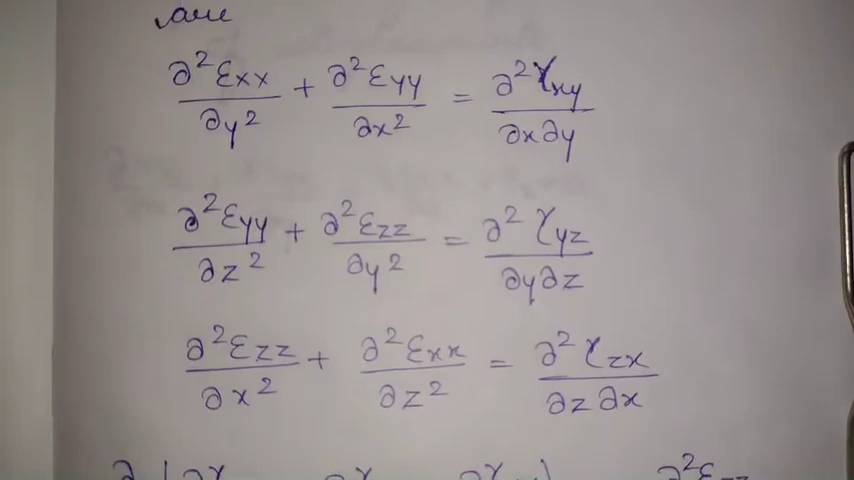 are
∂²εxx/∂y² + ∂²εyy/∂x² = ∂²γxy/∂x∂y
∂²εyy/∂z² + ∂²εzz/∂y² = ∂²γyz/∂y∂z
∂²εzz/∂x² + ∂²εxx/∂z² = ∂²γzx/∂z∂x